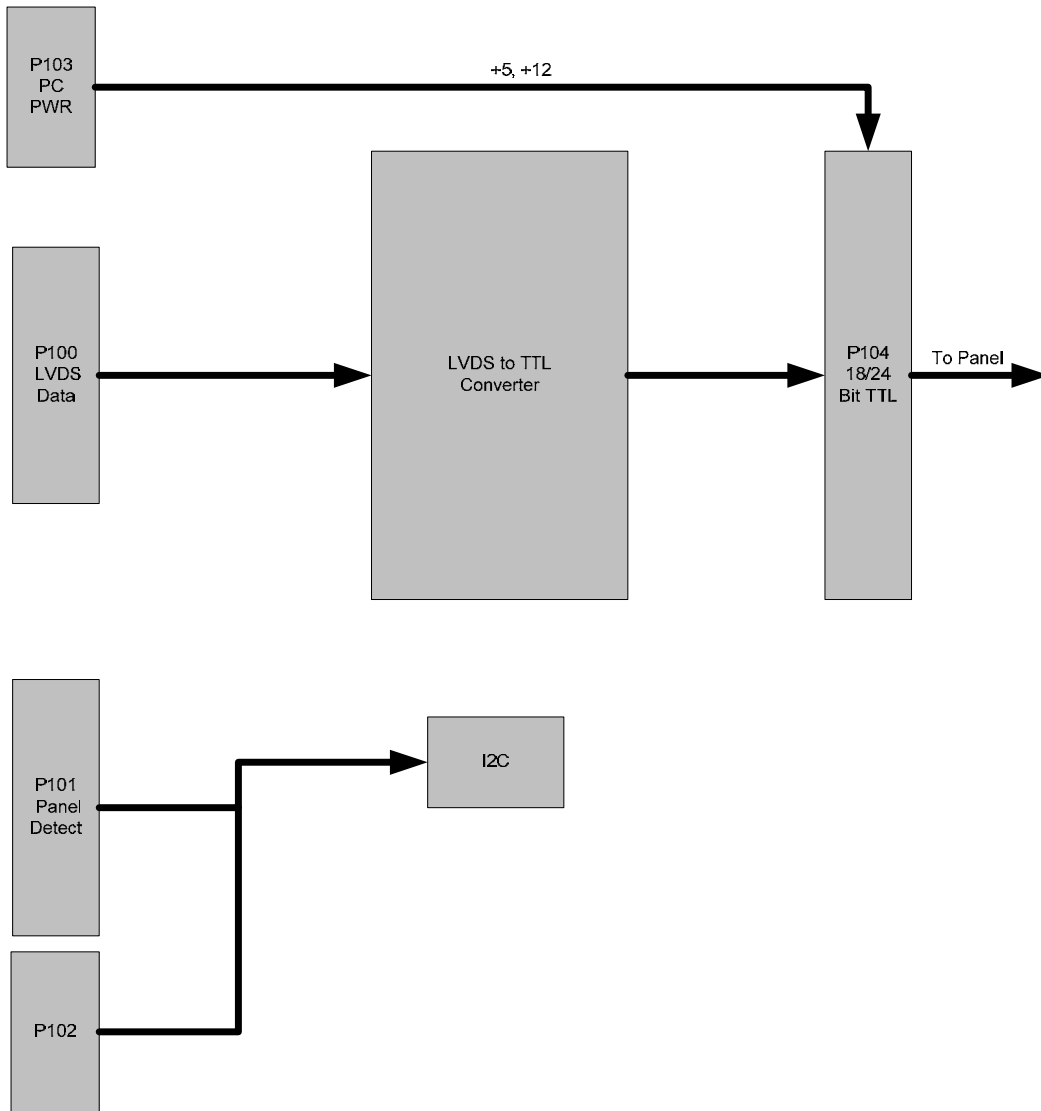 P103
PC
PWR
+5, +12
P100
LVDS
Data
LVDS to TTL
Converter
P104
18/24
Bit TTL
To Panel
P101
Panel
Detect
I2C
P102